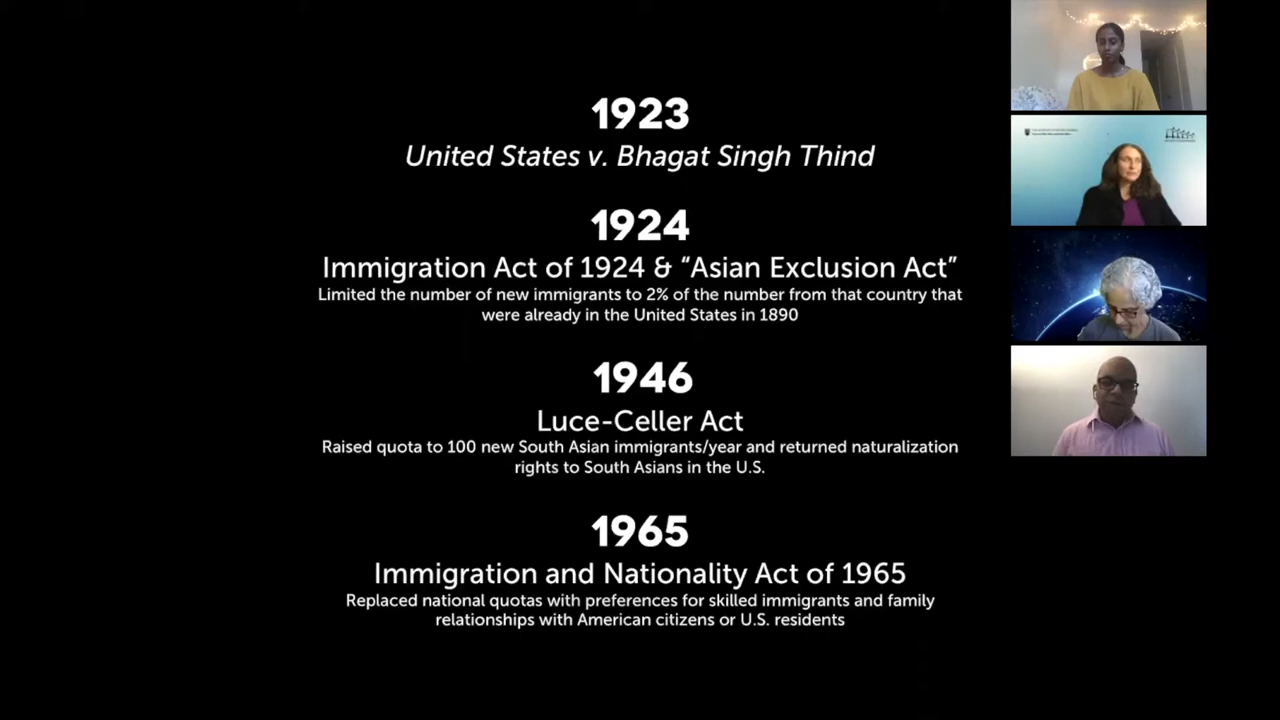 1923
United States v. Bhagat Singh Thind
1924
Immigration Act of 1924 & “Asian Exclusion Act”
Limited the number of new immigrants to 2% of the number from that country that
were already in the United States in 1890
1946
Luce-Celler Act
Raised quota to 100 new South Asian immigrants/year and returned naturalization
rights to South Asians in the U.S.
1965
Immigration and Nationality Act of 1965
Replaced national quotas with preferences for skilled immigrants and family
relationships with American citizens or U.S. residents